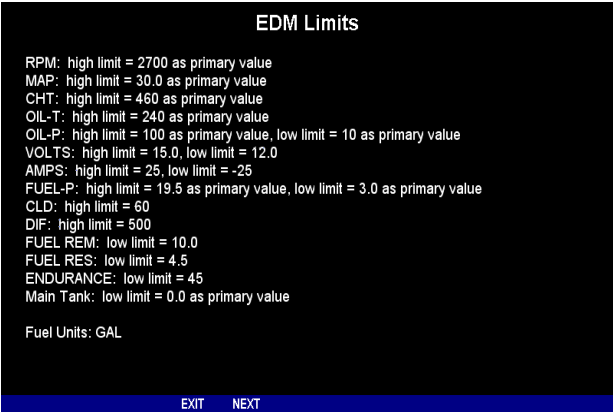 EDM Limits
RPM: high limit = 2700 as primary value
MAP: high limit = 30.0 as primary value
CHT: high limit = 460 as primary value
OIL-T: high limit = 240 as primary value
OIL-P: high limit = 100 as primary value, low limit = 10 as primary value
VOLTS: high limit = 15.0, low limit = 12.0
AMPS: high limit = 25, low limit = -25
FUEL-P: high limit = 19.5 as primary value, low limit = 3.0 as primary value
CLD: high limit = 60
DIF: high limit = 500
FUEL REM: low limit = 10.0
FUEL RES: low limit = 4.5
ENDURANCE: low limit = 45
Main Tank: low limit = 0.0 as primary value
Fuel Units: GAL
EXIT NEXT